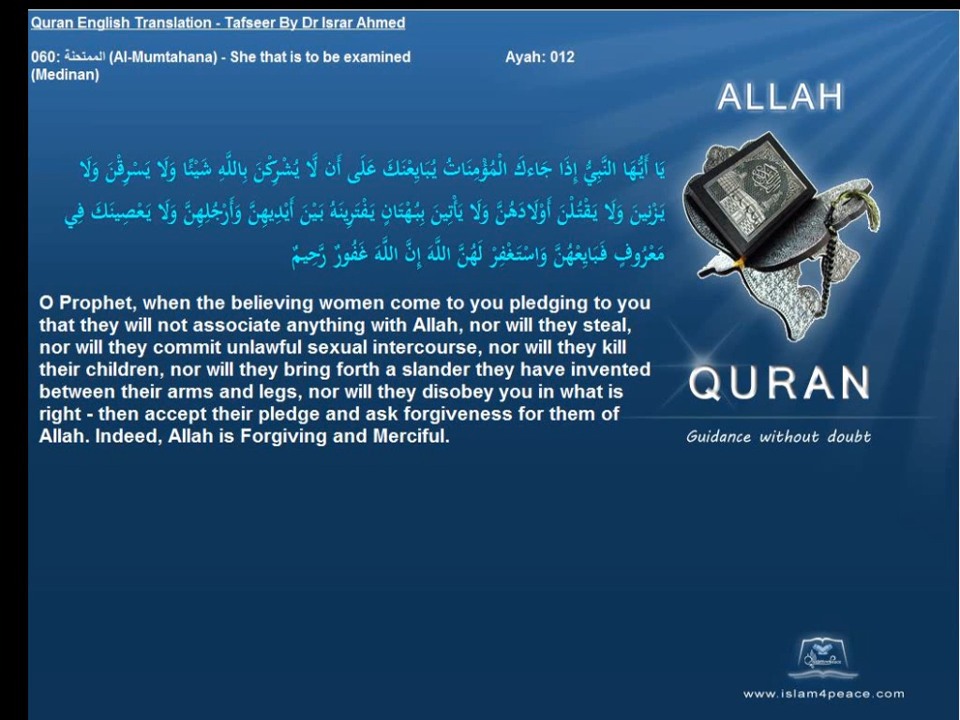 Quran English Translation - Tafseer By Dr Israr Ahmed
060: الممتحنة (Al-Mumtahana) - She that is to be examined Ayah: 012
(Medinan)
ALLAH
يَا أَيُّهَا النَّبِيُّ إِذَا جَاءَكَ الْمُؤْمِنَاتُ يُبَايِعْنَكَ عَلَى أَن لَّا يُشْرِكْنَ بِاللَّهِ شَيْئًا وَلَا يَسْرِقْنَ وَلَا
يَزْنِينَ وَلَا يَقْتُلْنَ أَوْلَادَهُنَّ وَلَا يَأْتِينَ بِبُهْتَانٍ يَفْتَرِينَهُ بَيْنَ أَيْدِيهِنَّ وَأَرْجُلِهِنَّ وَلَا يَعْصِينَكَ فِي
مَعْرُوفٍ فَبَايِعْهُنَّ وَاسْتَغْفِرْ لَهُنَّ اللَّهَ إِنَّ اللَّهَ غَفُورٌ رَّحِيمٌ
O Prophet, when the believing women come to you pledging to you
that they will not associate anything with Allah, nor will they steal,
nor will they commit unlawful sexual intercourse, nor will they kill
their children, nor will they bring forth a slander they have invented
between their arms and legs, nor will they disobey you in what is
right - then accept their pledge and ask forgiveness for them of
Allah. Indeed, Allah is Forgiving and Merciful.
QURAN
Guidance without doubt
www.islam4peace.com